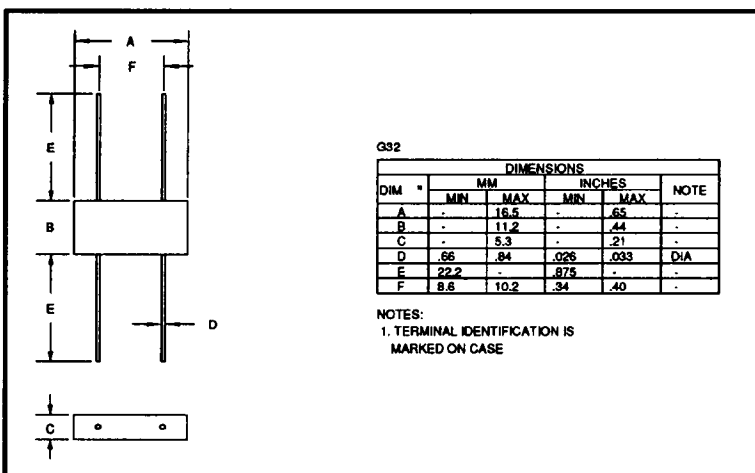 A
F
E
B
E
D
C
G32
DIMENSIONS
DIM " MM INCHES NOTE
MIN MAX MIN MAX
A - 16.5 - .65 -
B - 11.2 - .44 -
C - 5.3 - .21 -
D .66 .84 .026 .033 DIA
E 22.2 - .875 - -
F 8.6 10.2 .34 .40 -
NOTES:
1. TERMINAL IDENTIFICATION IS
MARKED ON CASE